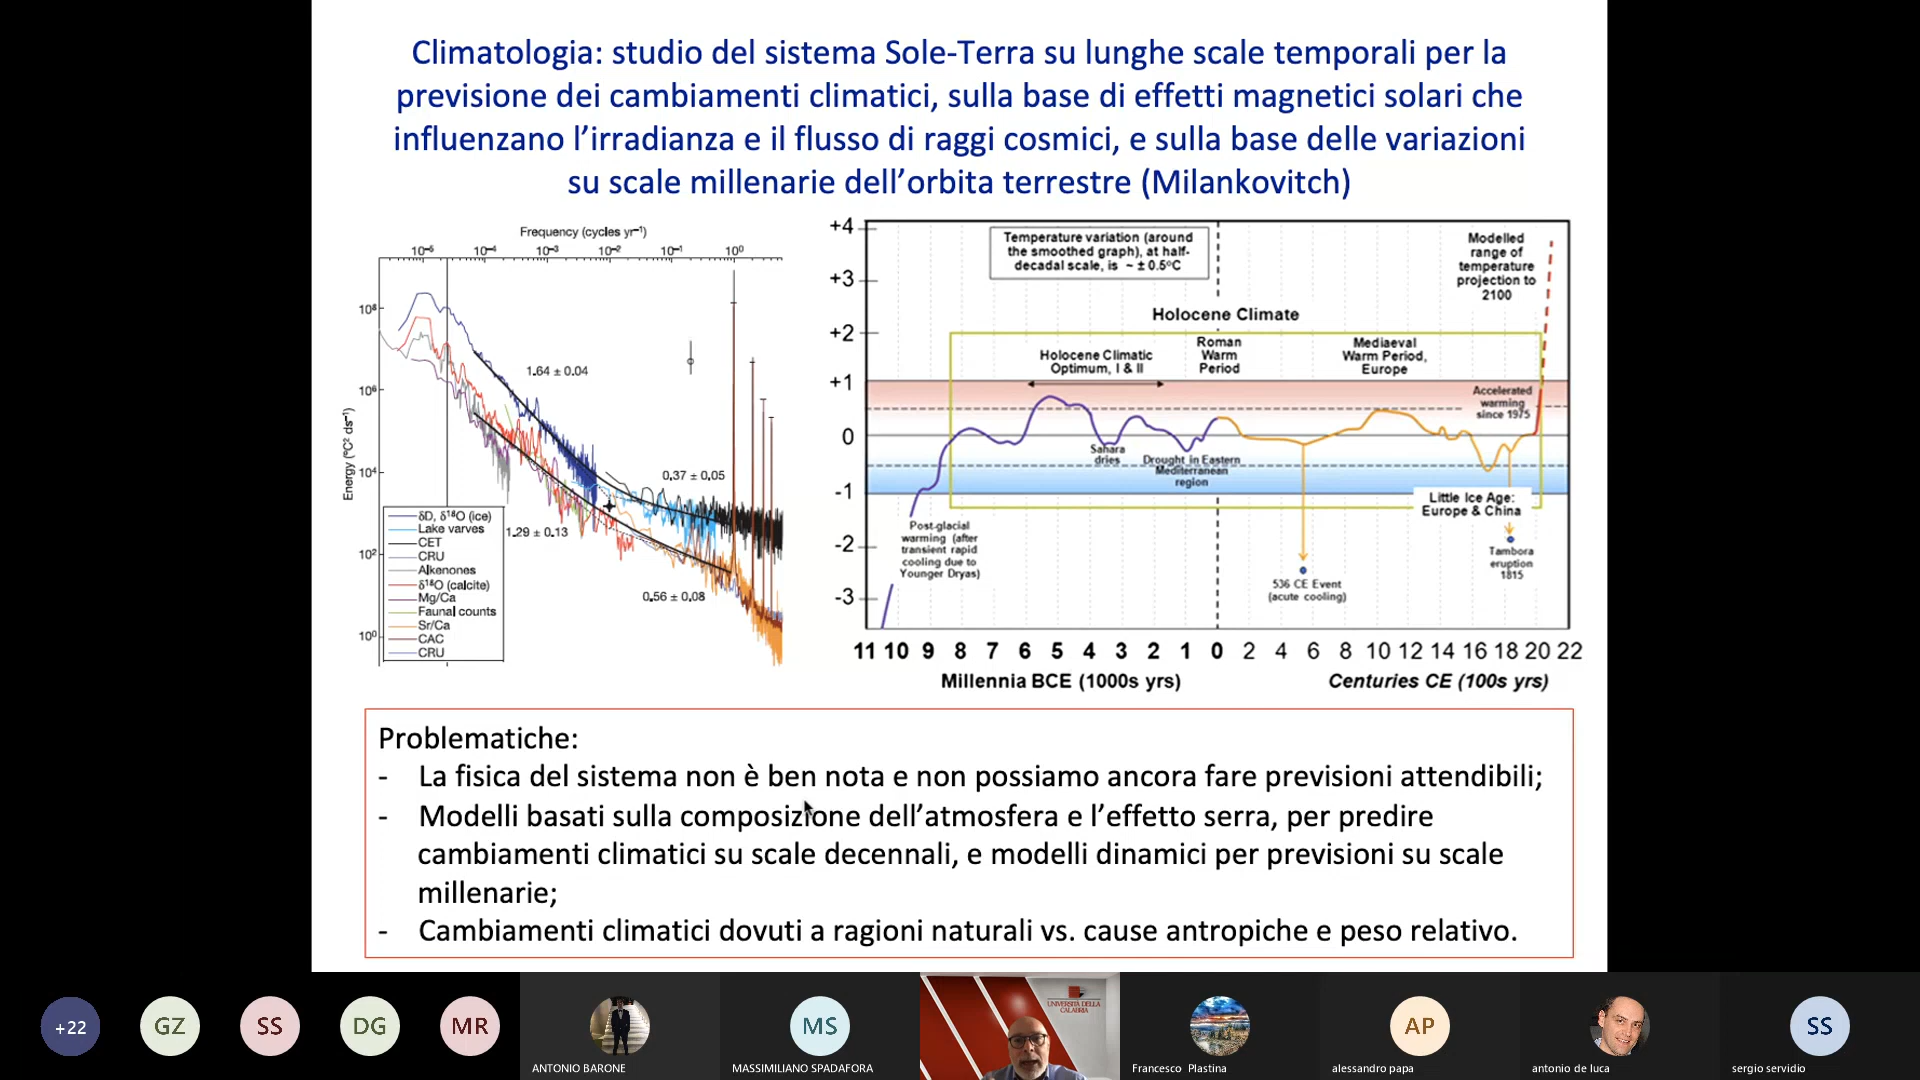 Climatologia: studio del sistema Sole-Terra su lunghe scale temporali per la
previsione dei cambiamenti climatici, sulla base di effetti magnetici solari che
influenzano l’irradianza e il flusso di raggi cosmici, e sulla base delle variazioni
su scale millenarie dell’orbita terrestre (Milankovitch)
Frequency (cycles yr⁻¹)
10⁻⁵ 10⁻⁴ 10⁻³ 10⁻² 10⁻¹ 10⁰
Energy (°C² ds⁻¹)
10⁸
10⁶
10⁴
10²
10⁰
1.64 ± 0.04
0.37 ± 0.05
1.29 ± 0.13
0.56 ± 0.08
δD, δ¹⁸O (ice)
Lake varves
CET
CRU
Alkenones
δ¹⁸O (calcite)
Mg/Ca
Faunal counts
Sr/Ca
CAC
CRU
+4
+3
+2
+1
0
-1
-2
-3
Temperature variation (around
the smoothed graph), at half-
decadal scale, is ~ ± 0.5°C
Modelled
range of
temperature
projection to
2100
Holocene Climate
Holocene Climatic
Optimum, I & II
Roman
Warm
Period
Mediaeval
Warm Period,
Europe
Accelerated
warming
since 1975
Sahara
dries
Drought in Eastern
Mediterranean
region
Little Ice Age:
Europe & China
Post-glacial
warming (after
transient rapid
cooling due to
Younger Dryas)
536 CE Event
(acute cooling)
Tambora
eruption
1815
11 10 9 8 7 6 5 4 3 2 1 0 2 4 6 8 10 12 14 16 18 20 22
Millennia BCE (1000s yrs)
Centuries CE (100s yrs)
Problematiche:
- La fisica del sistema non è ben nota e non possiamo ancora fare previsioni attendibili;
- Modelli basati sulla composizione dell’atmosfera e l’effetto serra, per predire
cambiamenti climatici su scale decennali, e modelli dinamici per previsioni su scale
millenarie;
- Cambiamenti climatici dovuti a ragioni naturali vs. cause antropiche e peso relativo.
+22
GZ
SS
DG
MR
ANTONIO BARONE
MS
MASSIMILIANO SPADAFORA
UNIVERSITÀ DELLA
CALABRIA
Francesco Plastina
AP
alessandro papa
antonio de luca
SS
sergio servidio